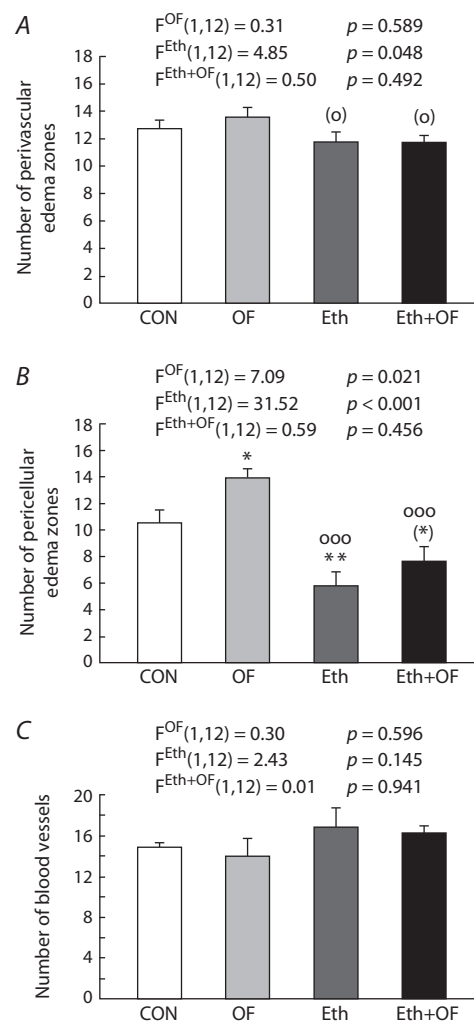 A
F^OF(1,12) = 0.31 p = 0.589
F^Eth(1,12) = 4.85 p = 0.048
F^Eth+OF(1,12) = 0.50 p = 0.492
Number of perivascular
edema zones
18
16
14
12
10
8
6
4
2
0
(o) (o)
CON OF Eth Eth+OF
B
F^OF(1,12) = 7.09 p = 0.021
F^Eth(1,12) = 31.52 p < 0.001
F^Eth+OF(1,12) = 0.59 p = 0.456
Number of pericellular
edema zones
18
16
14
12
10
8
6
4
2
0
*
ooo ooo
** (*)
CON OF Eth Eth+OF
C
F^OF(1,12) = 0.30 p = 0.596
F^Eth(1,12) = 2.43 p = 0.145
F^Eth+OF(1,12) = 0.01 p = 0.941
Number of blood vessels
20
16
12
8
4
0
CON OF Eth Eth+OF